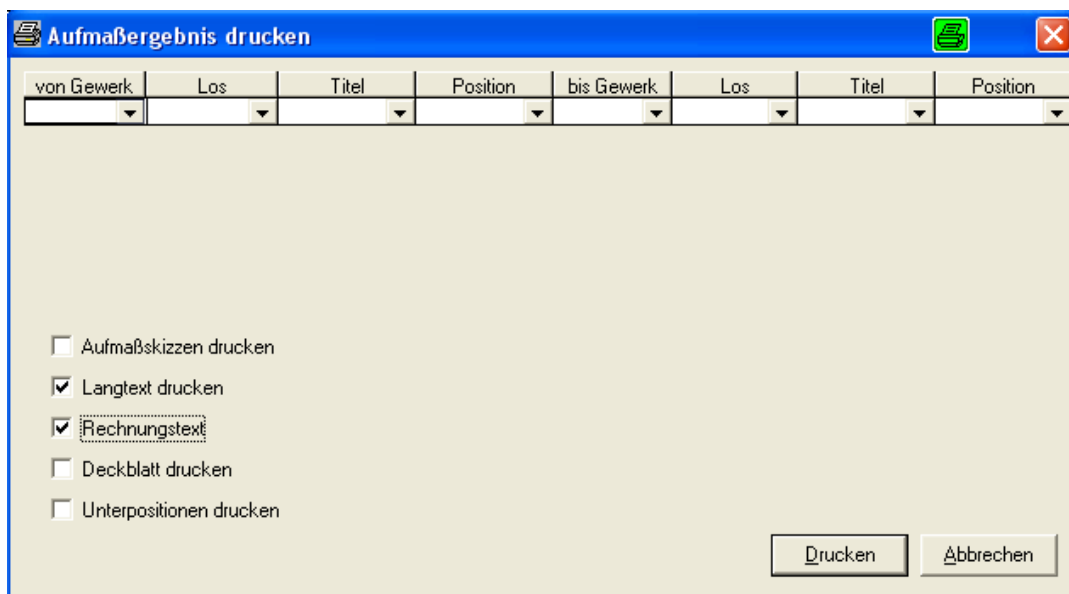 Aufmaßergebnis drucken
von Gewerk Los Titel Position bis Gewerk Los Titel Position
Aufmaßskizzen drucken
Langtext drucken
Rechnungstext
Deckblatt drucken
Unterpositionen drucken
Drucken Abbrechen